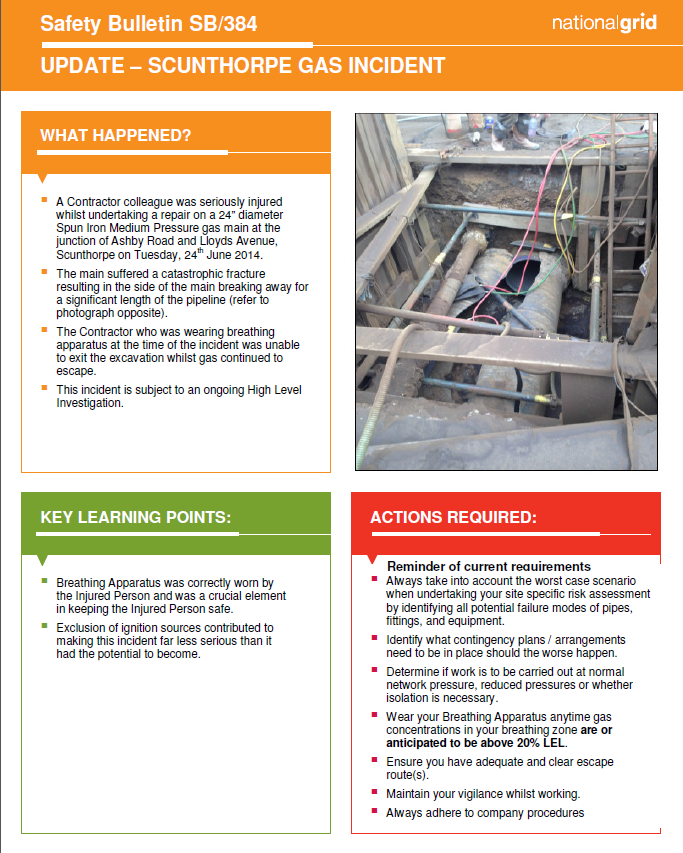 Safety Bulletin SB/384
nationalgrid
UPDATE – SCUNTHORPE GAS INCIDENT
WHAT HAPPENED?
A Contractor colleague was seriously injured
whilst undertaking a repair on a 24" diameter
Spun Iron Medium Pressure gas main at the
junction of Ashby Road and Lloyds Avenue,
Scunthorpe on Tuesday, 24th June 2014.
The main suffered a catastrophic fracture
resulting in the side of the main breaking away for
a significant length of the pipeline (refer to
photograph opposite).
The Contractor who was wearing breathing
apparatus at the time of the incident was unable
to exit the excavation whilst gas continued to
escape.
This incident is subject to an ongoing High Level
Investigation.
KEY LEARNING POINTS:
Breathing Apparatus was correctly worn by
the Injured Person and was a crucial element
in keeping the Injured Person safe.
Exclusion of ignition sources contributed to
making this incident far less serious than it
had the potential to become.
ACTIONS REQUIRED:
Reminder of current requirements
Always take into account the worst case scenario
when undertaking your site specific risk assessment
by identifying all potential failure modes of pipes,
fittings, and equipment.
Identify what contingency plans / arrangements
need to be in place should the worse happen.
Determine if work is to be carried out at normal
network pressure, reduced pressures or whether
isolation is necessary.
Wear your Breathing Apparatus anytime gas
concentrations in your breathing zone are or
anticipated to be above 20% LEL.
Ensure you have adequate and clear escape
route(s).
Maintain your vigilance whilst working.
Always adhere to company procedures